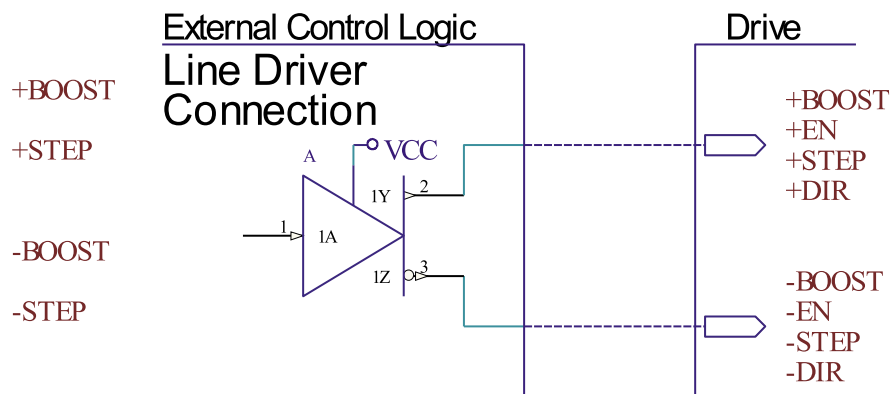 External Control Logic
Drive
Line Driver
Connection
+BOOST
+STEP
-BOOST
-STEP
A
VCC
1
1A
1Y
2
1Z
3
+BOOST
+EN
+STEP
+DIR
-BOOST
-EN
-STEP
-DIR